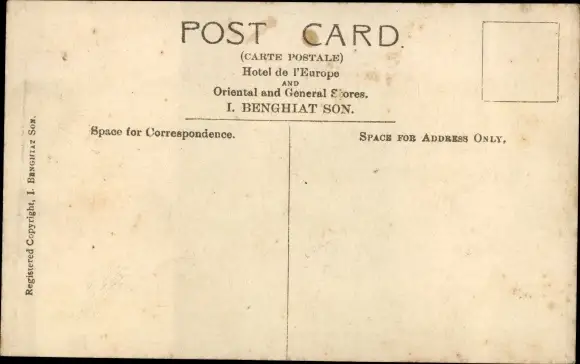 POST CARD.
(CARTE POSTALE)
Hotel de l'Europe
AND
Oriental and General Stores.
I. BENGHIAT SON.
Space for Correspondence.
SPACE FOR ADDRESS ONLY.
Registered Copyright, I. BENGHIAT SON.